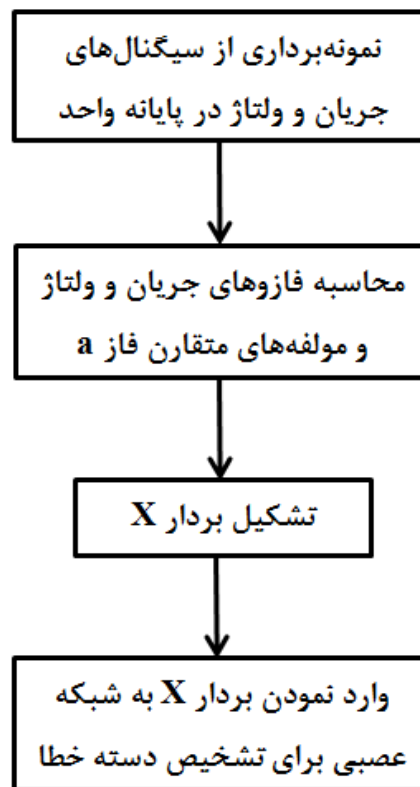 نمونه‌برداری از سیگنال‌های
جریان و ولتاژ در پایانه واحد
محاسبه فازوهای جریان و ولتاژ
و مولفه‌های متقارن فاز a
تشکیل بردار X
وارد نمودن بردار X به شبکه
عصبی برای تشخیص دسته خطا